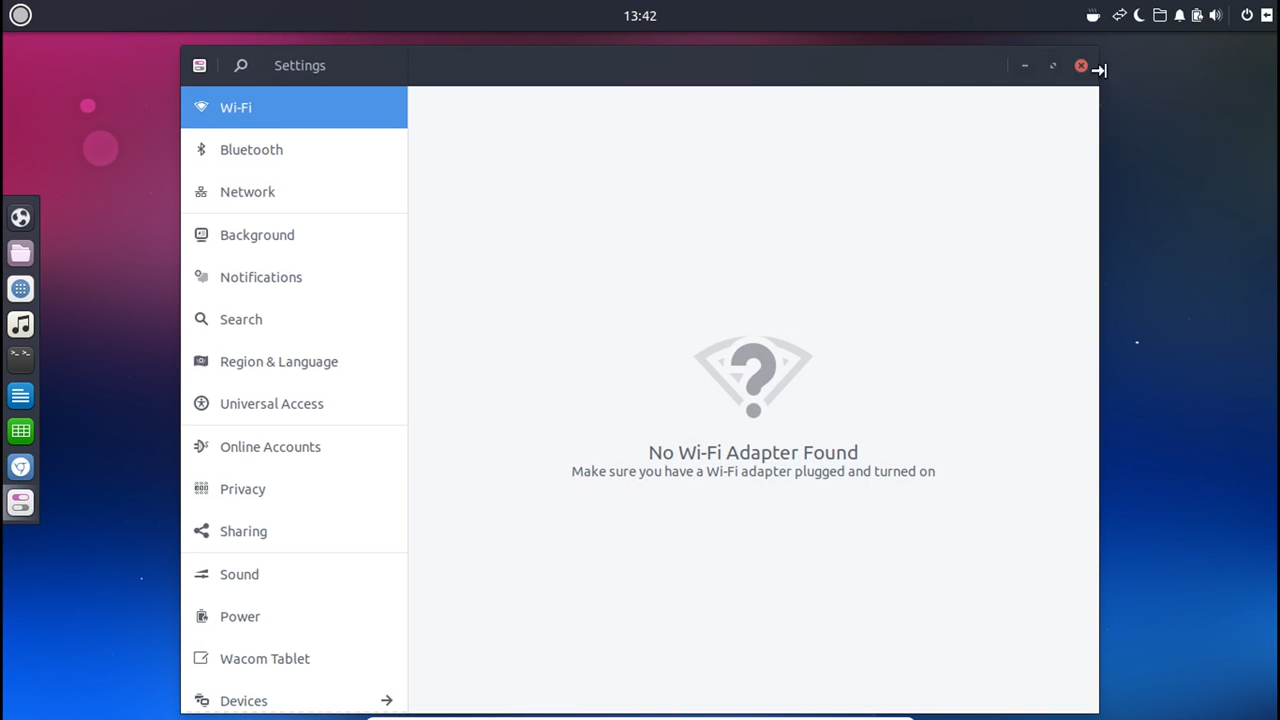 13:42
Settings
Wi-Fi
Bluetooth
Network
Background
Notifications
Search
Region & Language
Universal Access
Online Accounts
Privacy
Sharing
Sound
Power
Wacom Tablet
Devices
No Wi-Fi Adapter Found
Make sure you have a Wi-Fi adapter plugged and turned on